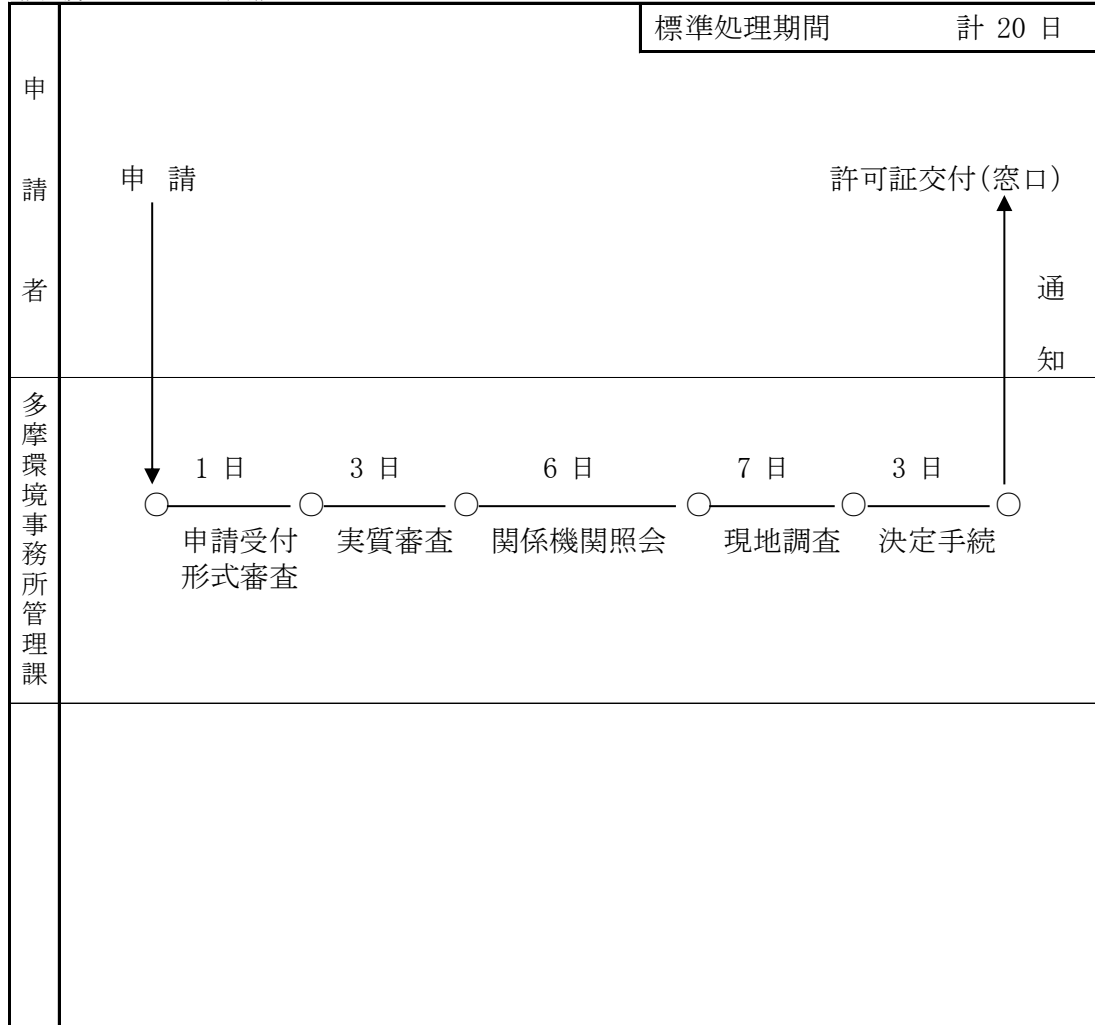 標準処理期間 計 20 日
申請者
申 請
許可証交付(窓口)
通知
多摩環境事務所管理課
1 日 3 日 6 日 7 日 3 日
申請受付 実質審査 関係機関照会 現地調査 決定手続
形式審査